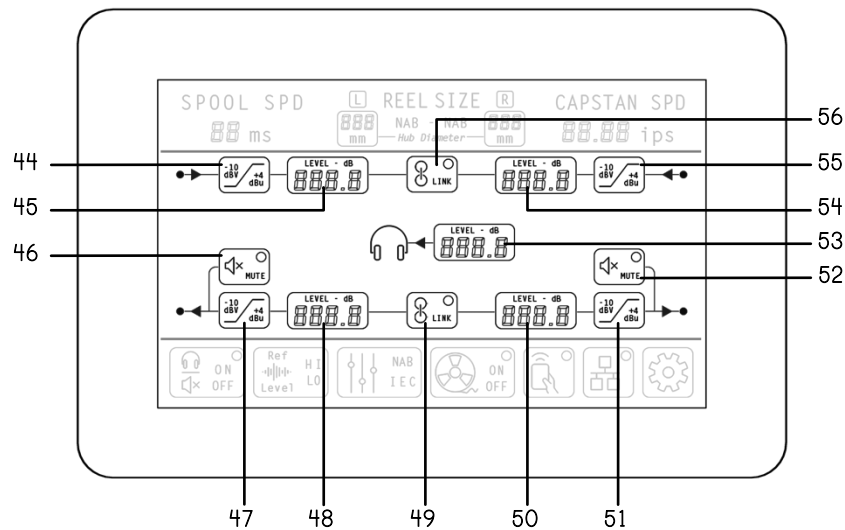 SPOOL SPD L REEL SIZE R CAPSTAN SPD
88 ms 888 mm NAB - NAB 888 mm 88.88 ips
Hub Diameter
56
44 -10 dBV +4 dBu LEVEL - dB 888.8 LINK LEVEL - dB 888.8 -10 dBV +4 dBu 55
45 54
LEVEL - dB 888.8 53
46 MUTE MUTE 52
-10 dBV +4 dBu LEVEL - dB 888.8 LINK LEVEL - dB 888.8 -10 dBV +4 dBu
ON OFF Ref Level HI LO NAB IEC ON OFF
47 48 49 50 51